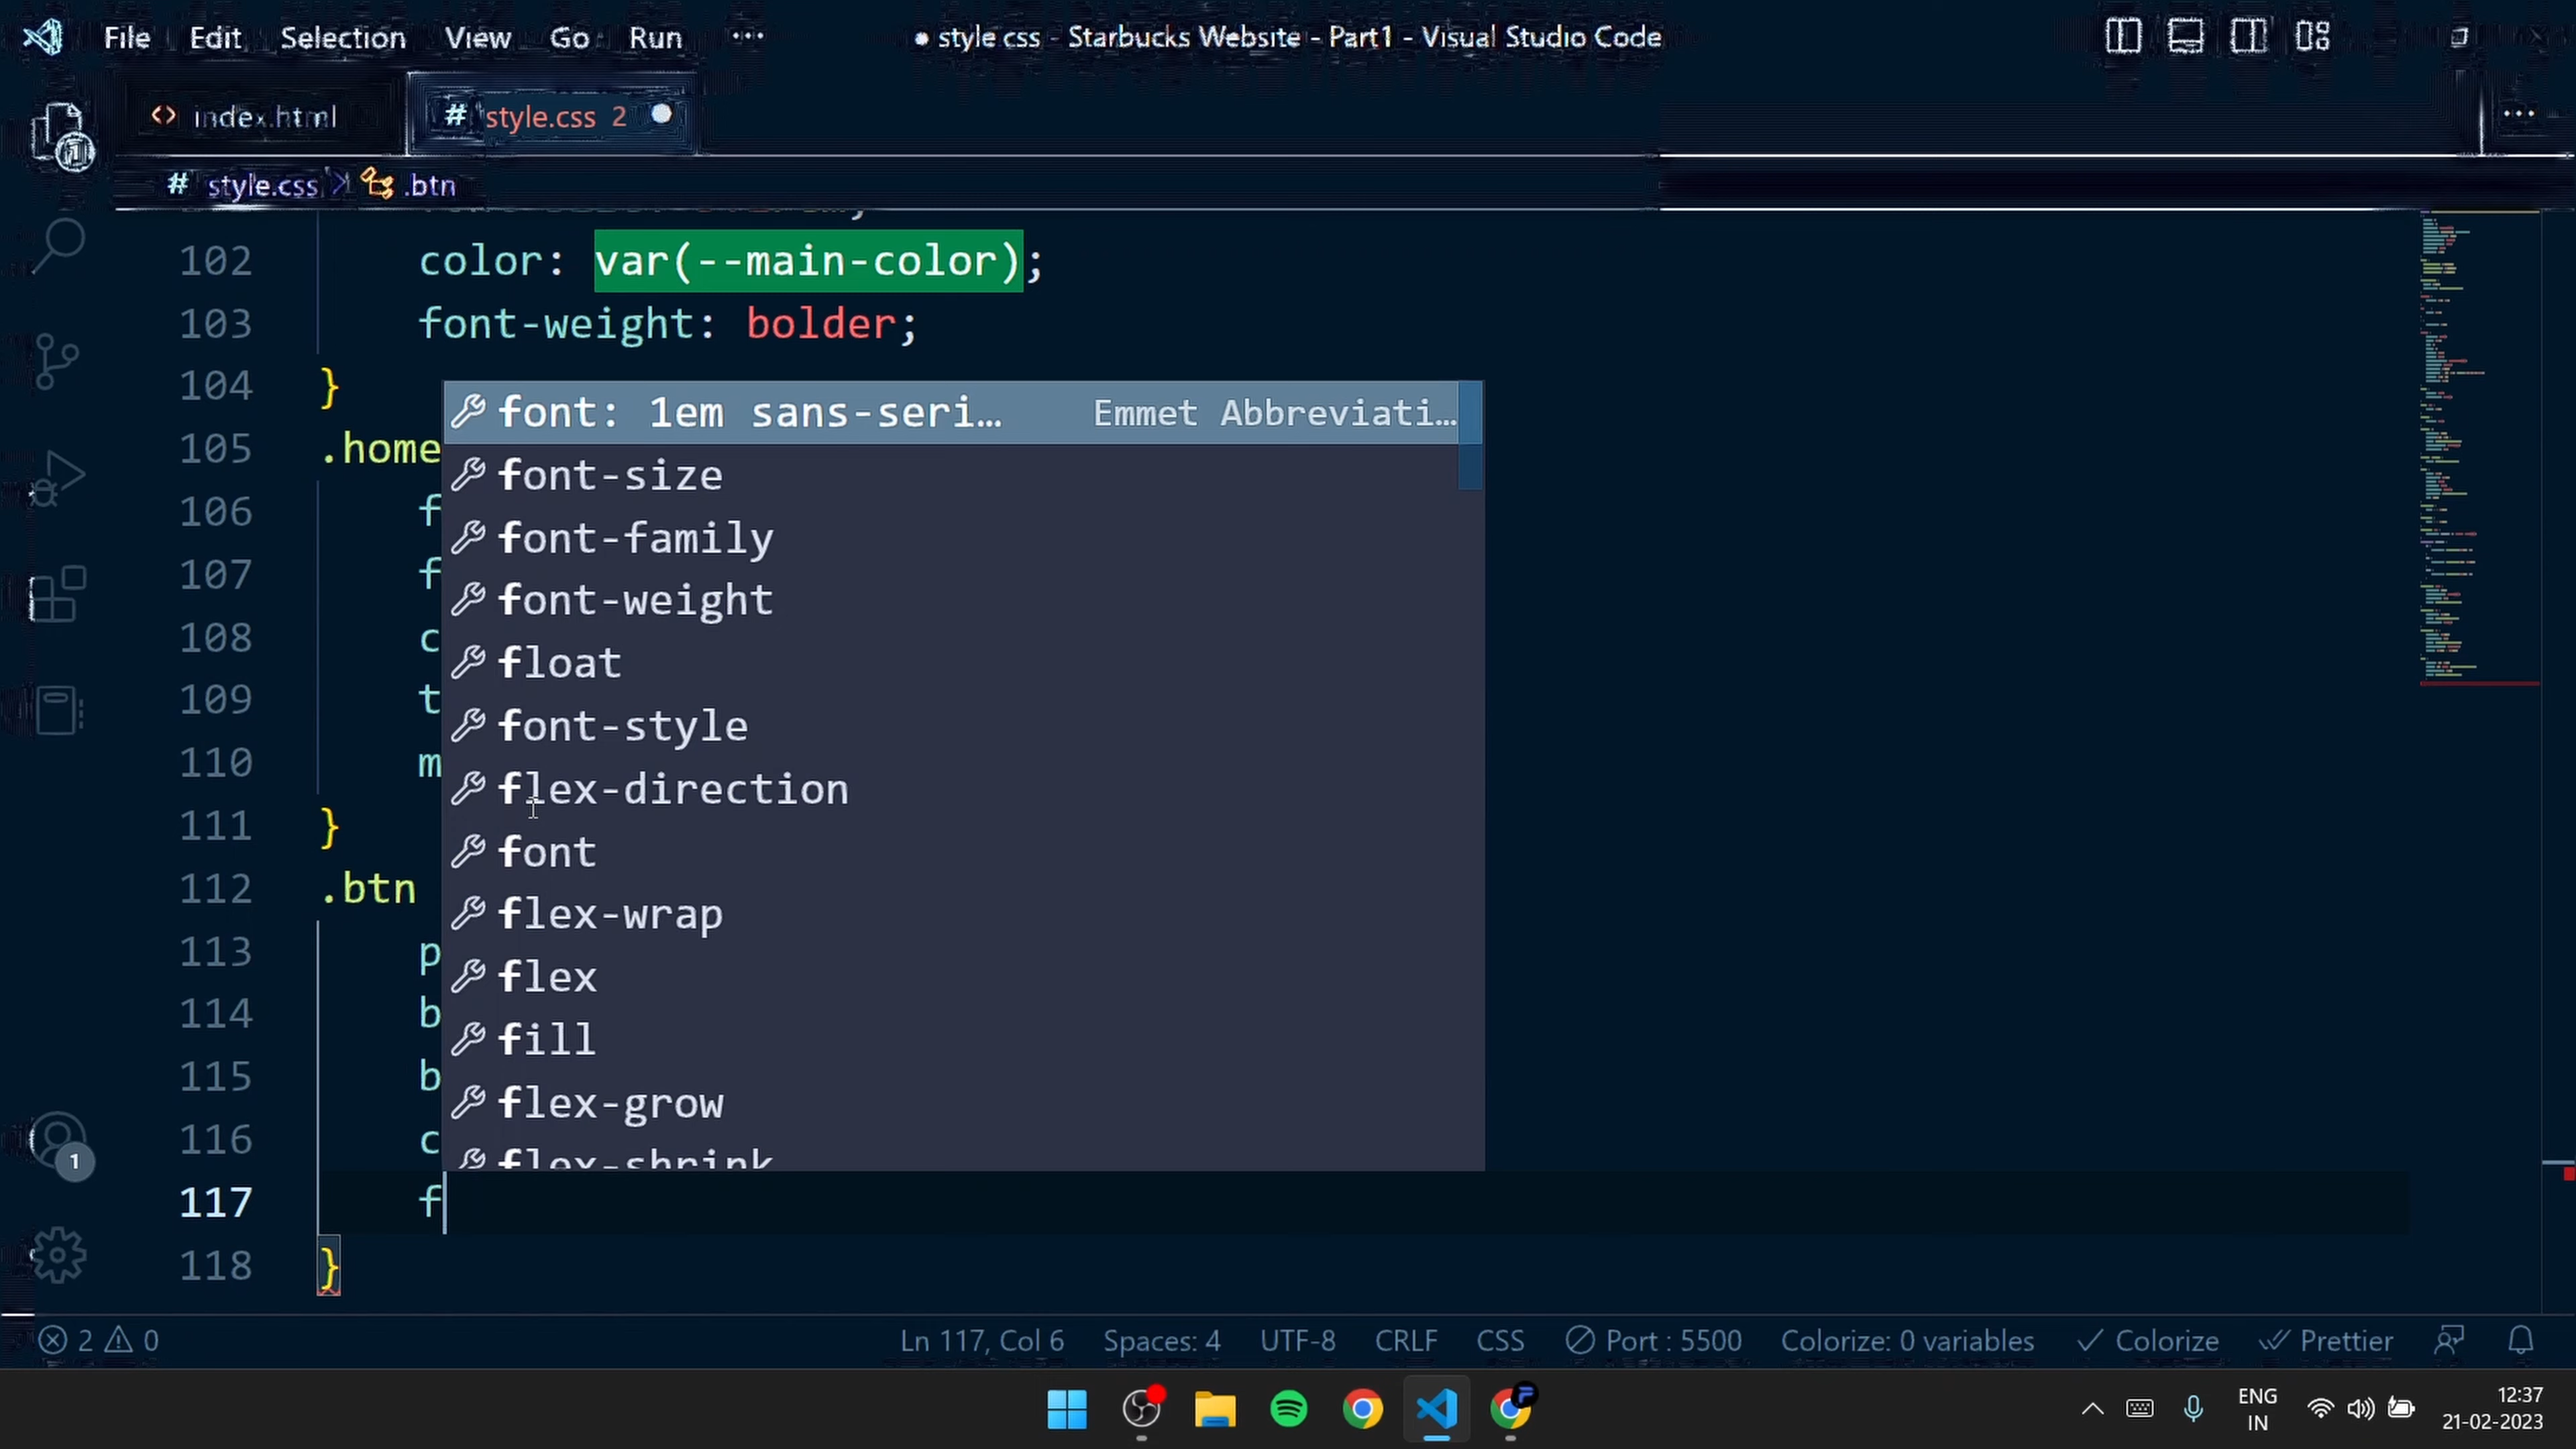 File Edit Selection View Go Run ... style css - Starbucks Website - Part1 - Visual Studio Code
index.html # style.css 2 ...
# style.css > .btn
102 color: var(--main-color);
103 font-weight: bolder;
104 }
font: 1em sans-seri… Emmet Abbreviati…
105 .home
font-size
106 f
font-family
107 f
font-weight
108 c
float
109 t
font-style
110 m
flex-direction
111 }
font
112 .btn
flex-wrap
113 p
flex
114 b
fill
115 b
flex-grow
116 c
flex-shrink
117 f
118 }
2 0 Ln 117, Col 6 Spaces: 4 UTF-8 CRLF CSS Port : 5500 Colorize: 0 variables Colorize Prettier
1
ENG
IN
12:37
21-02-2023